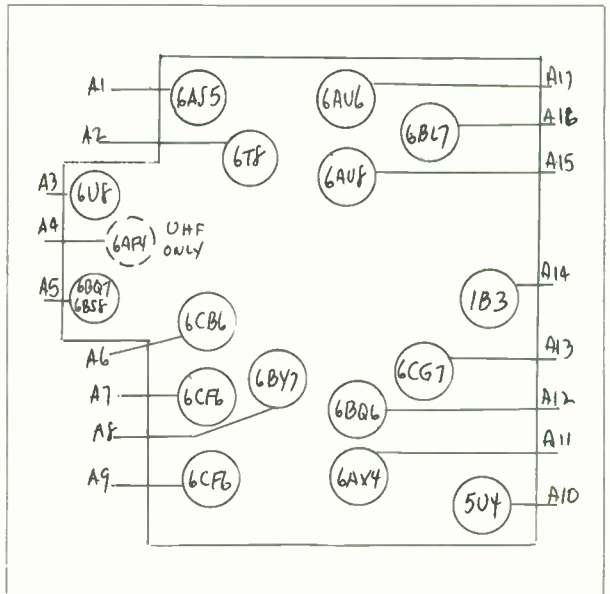 A1
6AS5
6AU6
A17
6BL7
A16
A2
6T8
6AU8
A15
A3
6U8
A4
6AF4
UHF
ONLY
A5
6BQ7
6BS8
1B3
A14
6CB6
A6
6CG7
A13
A7
6CF6
6BY7
6BQ6
A12
A8
A11
A9
6CF6
6AX4
5U4
A10